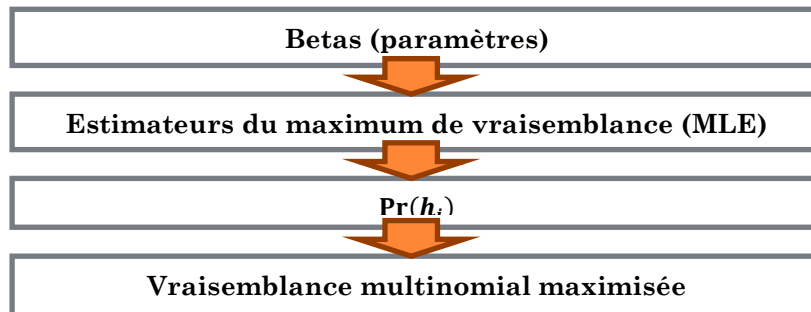 Betas (paramètres)
Estimateurs du maximum de vraisemblance (MLE)
Pr(hᵢ)
Vraisemblance multinomial maximisée